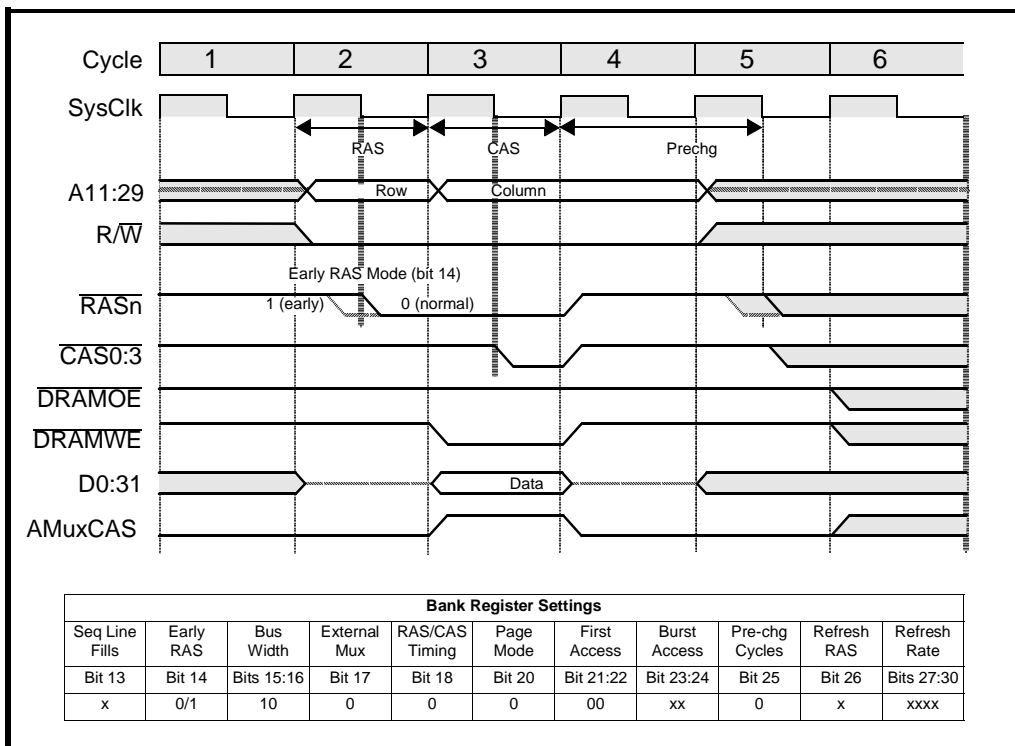 Cycle 1 2 3 4 5 6
SysClk
RAS CAS Prechg
A11:29 Row Column
R/W̅
Early RAS Mode (bit 14)
R̅A̅S̅n̅ 1 (early) 0 (normal)
C̅A̅S̅0̅:̅3̅
D̅R̅A̅M̅O̅E̅
D̅R̅A̅M̅W̅E̅
D0:31 Data
AMuxCAS
Bank Register Settings
Seq Line Early Bus External RAS/CAS Page First Burst Pre-chg Refresh Refresh
Fills RAS Width Mux Timing Mode Access Access Cycles RAS Rate
Bit 13 Bit 14 Bits 15:16 Bit 17 Bit 18 Bit 20 Bit 21:22 Bit 23:24 Bit 25 Bit 26 Bits 27:30
x 0/1 10 0 0 0 00 xx 0 x xxxx